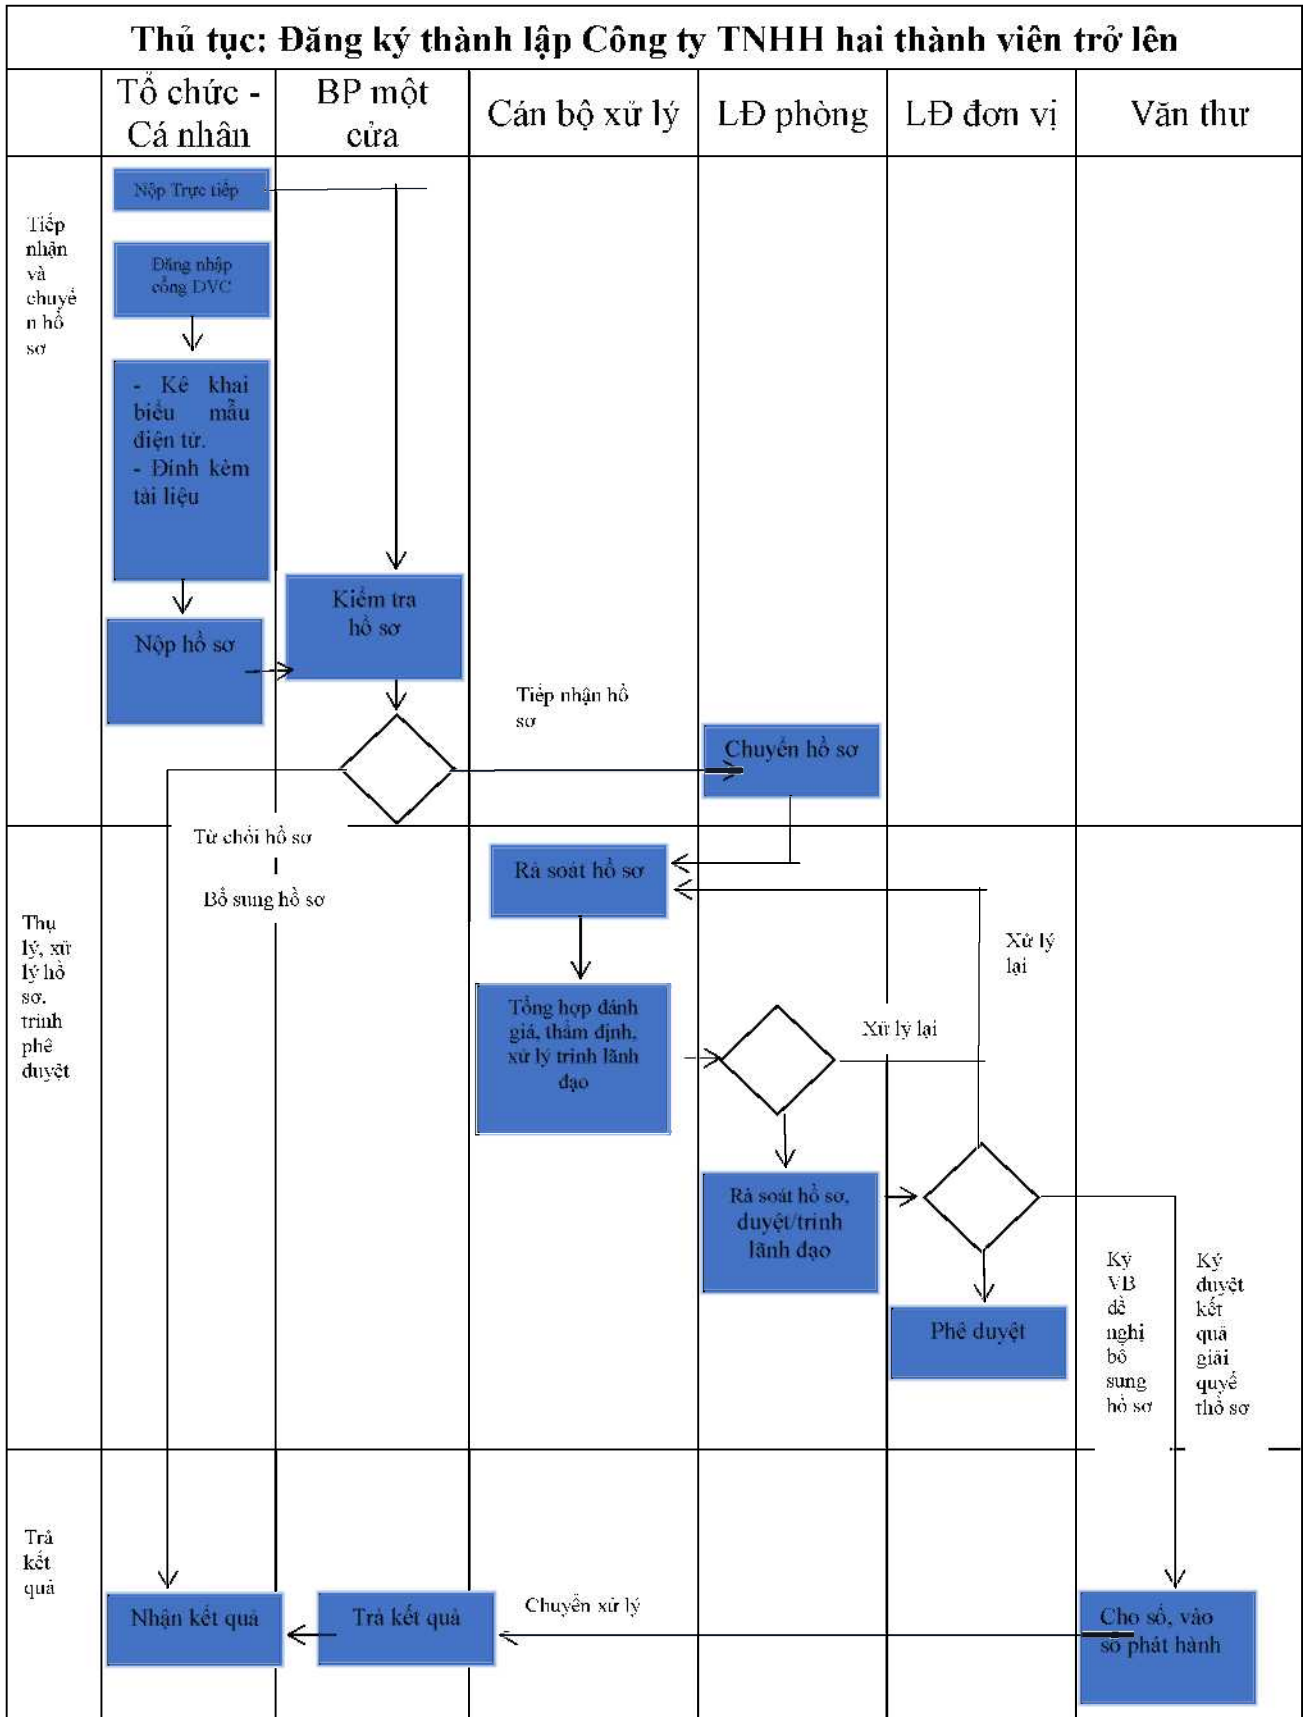 Thủ tục: Đăng ký thành lập Công ty TNHH hai thành viên trở lên
Tổ chức -
Cá nhân
BP một
cửa
Cán bộ xử lý
LĐ phòng
LĐ đơn vị
Văn thư
Tiếp
nhận
và
chuyể
n hồ
sơ
Nộp Trực tiếp
Đăng nhập
cổng DVC
- Kê khai
biểu mẫu
điện tử.
- Đính kèm
tài liệu
Nộp hồ sơ
Kiểm tra
hồ sơ
Tiếp nhận hồ
sơ
Chuyển hồ sơ
Từ chối hồ sơ
Bổ sung hồ sơ
Thụ
lý, xử
lý hồ
sơ.
trình
phê
duyệt
Rà soát hồ sơ
Xử lý
lại
Tổng hợp đánh
giá, thẩm định,
xử lý trình lãnh
đạo
Xử lý lại
Rà soát hồ sơ,
duyệt/trình
lãnh đạo
Phê duyệt
Ký
VB
đề
nghị
bổ
sung
hồ sơ
Ký
duyệt
kết
quả
giải
quyế
thồ sơ
Trả
kết
quả
Nhận kết quả
Trả kết quả
Chuyển xử lý
Cho số, vào
sổ phát hành